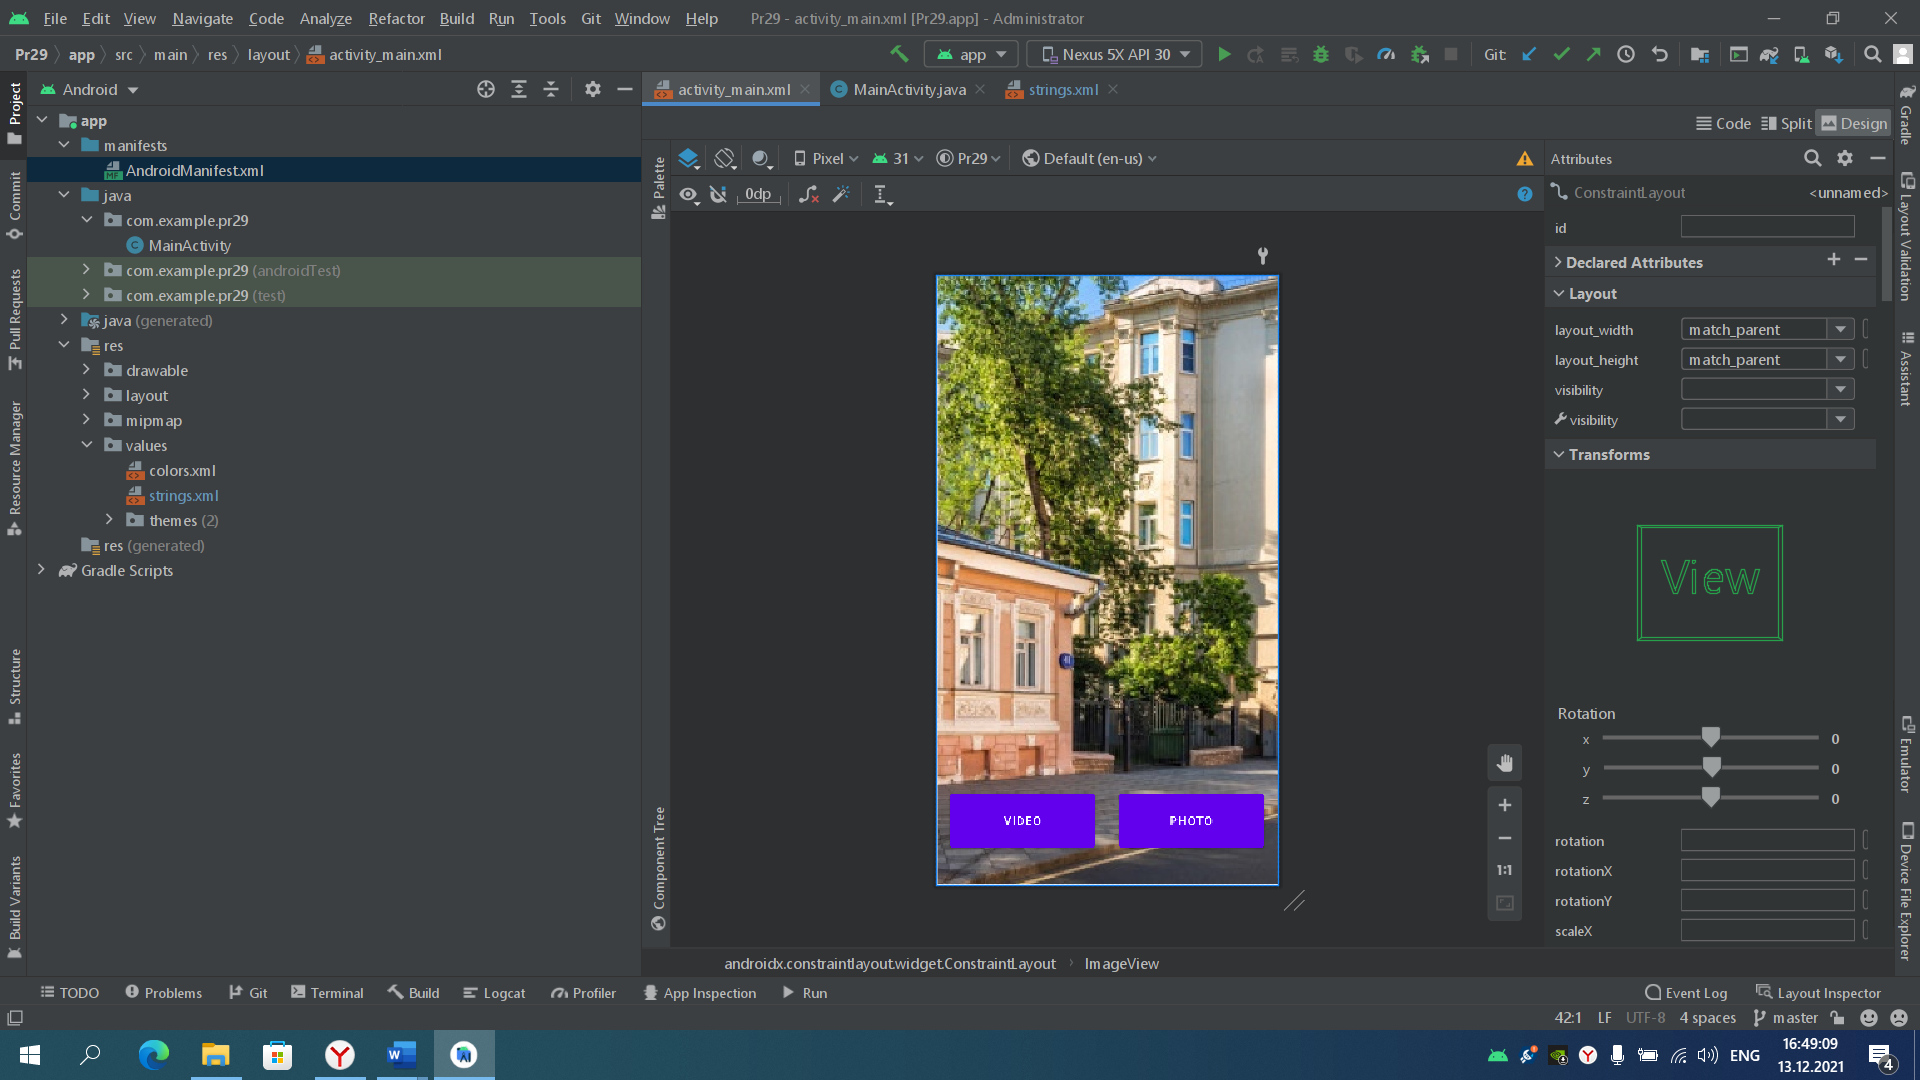 File Edit View Navigate Code Analyze Refactor Build Run Tools Git Window Help Pr29 - activity_main.xml [Pr29.app] - Administrator
Pr29 app src main res layout activity_main.xml app Nexus 5X API 30 Git:
Android activity_main.xml MainActivity.java strings.xml
app
manifests
AndroidManifest.xml
java
com.example.pr29
MainActivity
com.example.pr29 (androidTest)
com.example.pr29 (test)
java (generated)
res
drawable
layout
mipmap
values
colors.xml
strings.xml
themes (2)
res (generated)
Gradle Scripts
Project
Commit
Pull Requests
Resource Manager
Structure
Favorites
Build Variants
Code Split Design
Palette
Pixel 31 Pr29 Default (en-us)
0dp
VIDEO PHOTO
Component Tree
1:1
Attributes
ConstraintLayout <unnamed>
id
Declared Attributes
Layout
layout_width match_parent
layout_height match_parent
visibility
visibility
Transforms
View
Rotation
x 0
y 0
z 0
rotation
rotationX
rotationY
scaleX
Gradle
Layout Validation
Assistant
Emulator
Device File Explorer
androidx.constraintlayout.widget.ConstraintLayout ImageView
TODO Problems Git Terminal Build Logcat Profiler App Inspection Run Event Log Layout Inspector
42:1 LF UTF-8 4 spaces master
ENG 16:49:09
13.12.2021
4